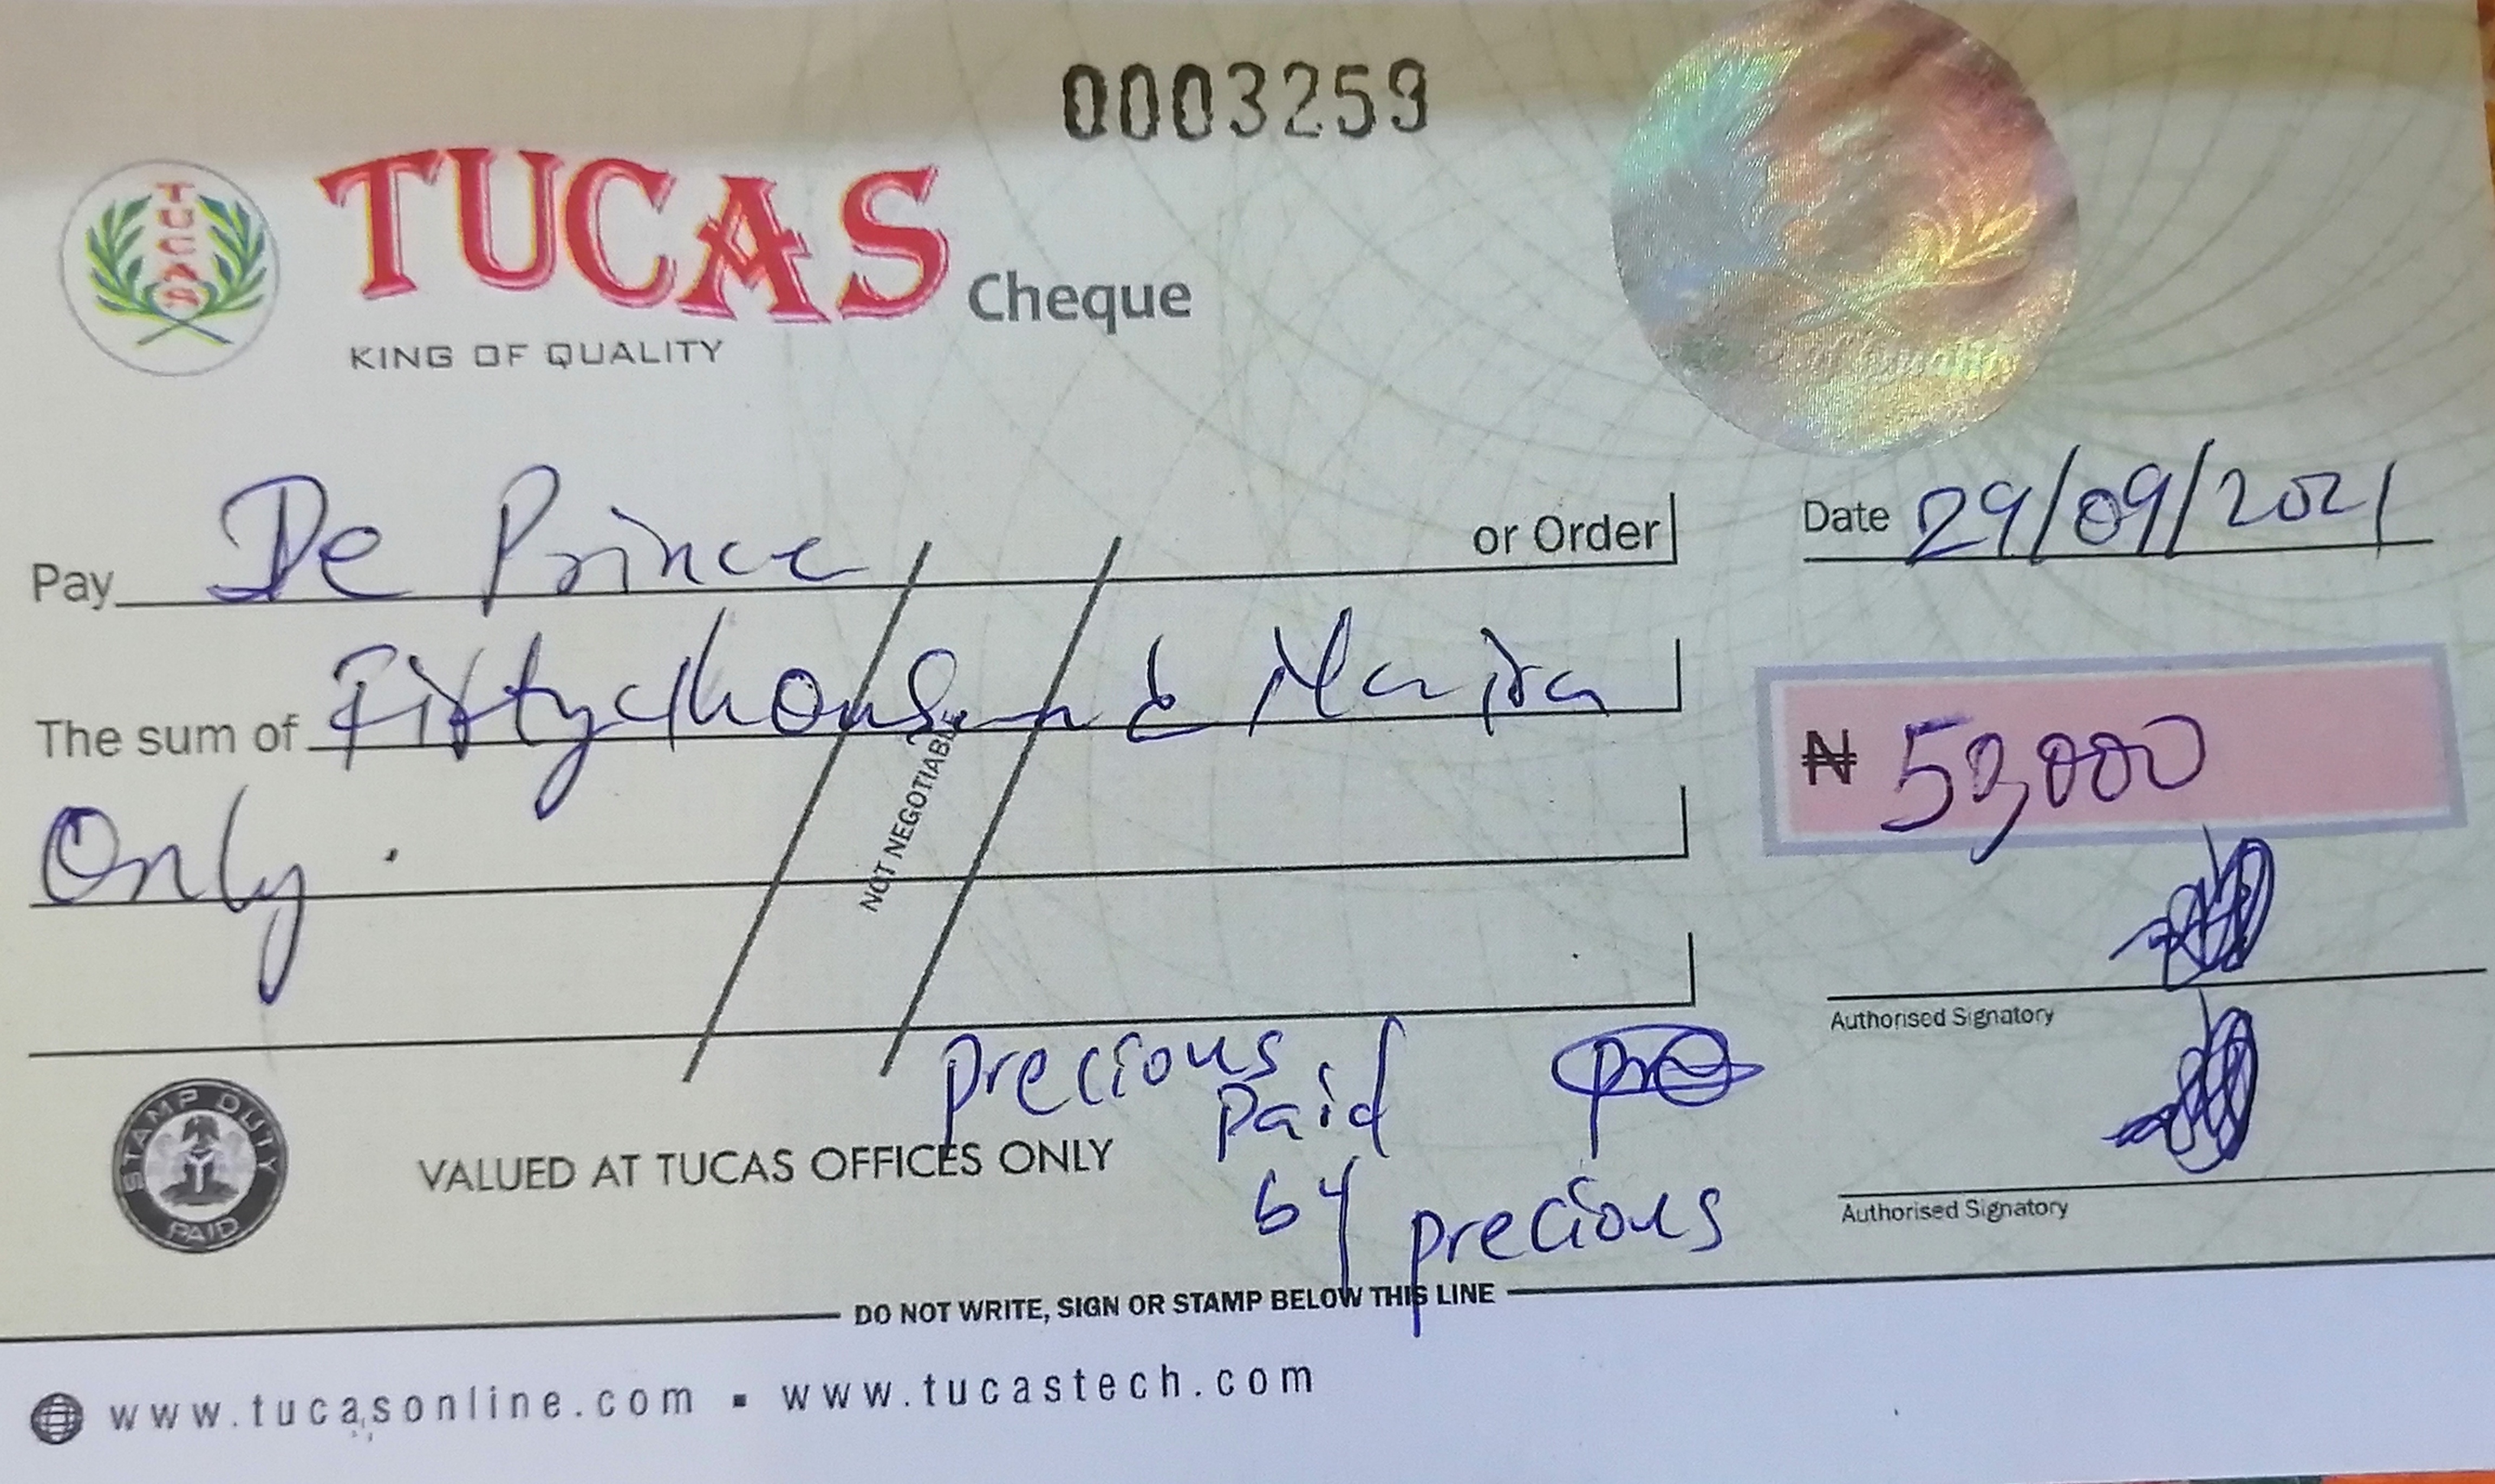 0003259
TUCAS
TUCAS Cheque
KING OF QUALITY
Pay De Prince or Order
Date 29/09/2021
The sum of Fifty thousand Naira
₦ 50,000
Only.
NOT NEGOTIABLE
Authorised Signatory
precious
paid
by precious
STAMP DUTY
PAID
VALUED AT TUCAS OFFICES ONLY
Authorised Signatory
DO NOT WRITE, SIGN OR STAMP BELOW THIS LINE
www.tucasonline.com ▪ www.tucastech.com